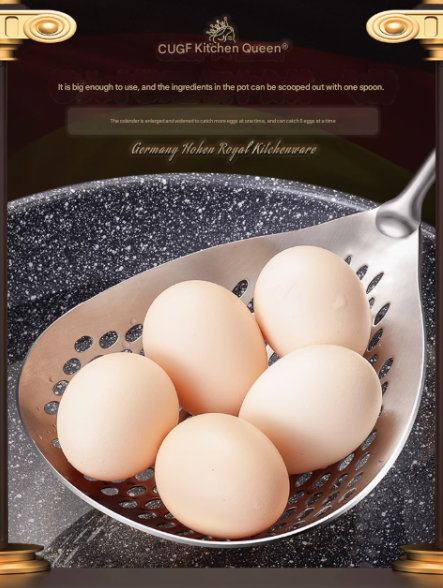 CUGF Kitchen Queen®
It is big enough to use, and the ingredients in the pot can be scooped out with one spoon.
The colander is enlarged and widened to catch more eggs at one time, and can catch 5 eggs at a time
Germany Hohen Royal Kitchenware